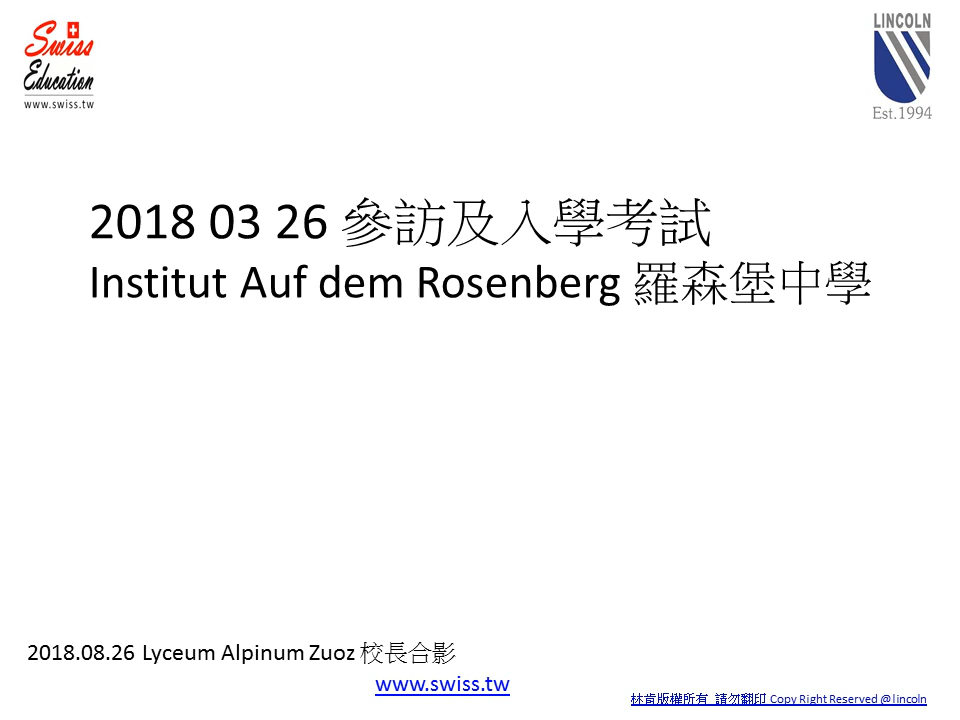 Swiss
Education
www.swiss.tw
LINCOLN
Est.1994
2018 03 26 參訪及入學考試
Institut Auf dem Rosenberg 羅森堡中學
2018.08.26 Lyceum Alpinum Zuoz 校長合影
www.swiss.tw
林肯版權所有 請勿翻印 Copy Right Reserved @lincoln